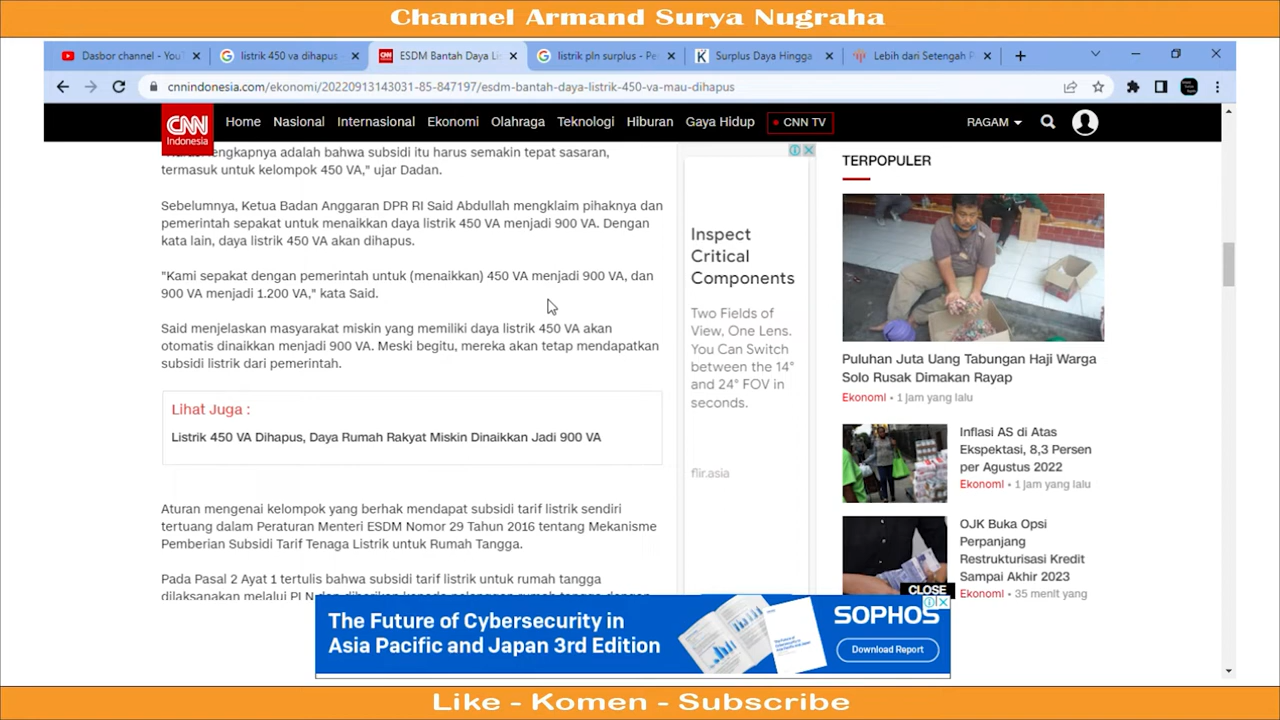 Channel Armand Surya Nugraha
Dasbor channel - You
listrik 450 va dihapus -
ESDM Bantah Daya Li
listrik pln surplus - Pe
Surplus Daya Hingga
Lebih dari Setengah P
cnnindonesia.com/ekonomi/20220913143031-85-847197/esdm-bantah-daya-listrik-450-va-mau-dihapus
CNN
Indonesia
Home
Nasional
Internasional
Ekonomi
Olahraga
Teknologi
Hiburan
Gaya Hidup
CNN TV
RAGAM
adalah bahwa subsidi itu harus semakin tepat sasaran,
termasuk untuk kelompok 450 VA," ujar Dadan.
Sebelumnya, Ketua Badan Anggaran DPR RI Said Abdullah mengklaim pihaknya dan
pemerintah sepakat untuk menaikkan daya listrik 450 VA menjadi 900 VA. Dengan
kata lain, daya listrik 450 VA akan dihapus.
"Kami sepakat dengan pemerintah untuk (menaikkan) 450 VA menjadi 900 VA, dan
900 VA menjadi 1.200 VA," kata Said.
Said menjelaskan masyarakat miskin yang memiliki daya listrik 450 VA akan
otomatis dinaikkan menjadi 900 VA. Meski begitu, mereka akan tetap mendapatkan
subsidi listrik dari pemerintah.
Lihat Juga :
Listrik 450 VA Dihapus, Daya Rumah Rakyat Miskin Dinaikkan Jadi 900 VA
Aturan mengenai kelompok yang berhak mendapat subsidi tarif listrik sendiri
tertuang dalam Peraturan Menteri ESDM Nomor 29 Tahun 2016 tentang Mekanisme
Pemberian Subsidi Tarif Tenaga Listrik untuk Rumah Tangga.
Pada Pasal 2 Ayat 1 tertulis bahwa subsidi tarif listrik untuk rumah tangga
dilaksanakan melalui PLN dan diberikan kepada pelanggan rumah tangga dengan
Inspect
Critical
Components
Two Fields of
View, One Lens.
You Can Switch
between the 14°
and 24° FOV in
seconds.
flir.asia
TERPOPULER
Puluhan Juta Uang Tabungan Haji Warga
Solo Rusak Dimakan Rayap
Ekonomi • 1 jam yang lalu
Inflasi AS di Atas
Ekspektasi, 8,3 Persen
per Agustus 2022
Ekonomi • 1 jam yang lalu
OJK Buka Opsi
Perpanjang
Restrukturisasi Kredit
Sampai Akhir 2023
Ekonomi • 35 menit yang
CLOSE
The Future of Cybersecurity in
Asia Pacific and Japan 3rd Edition
SOPHOS
Download Report
Like - Komen - Subscribe